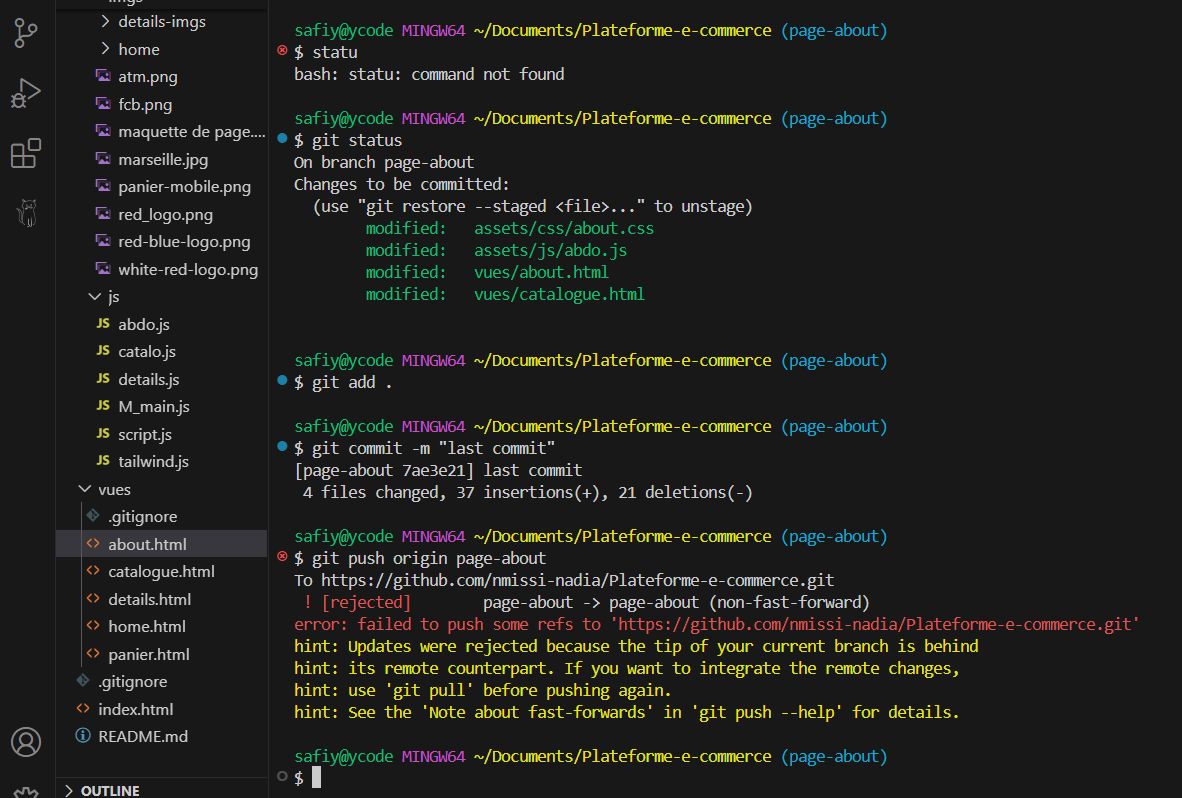 imgs
details-imgs
home
atm.png
fcb.png
maquette de page....
marseille.jpg
panier-mobile.png
red_logo.png
red-blue-logo.png
white-red-logo.png
js
JS abdo.js
JS catalo.js
JS details.js
JS M_main.js
JS script.js
JS tailwind.js
vues
.gitignore
<> about.html
<> catalogue.html
<> details.html
<> home.html
<> panier.html
.gitignore
<> index.html
README.md
OUTLINE
safiy@ycode MINGW64 ~/Documents/Plateforme-e-commerce (page-about)
$ statu
bash: statu: command not found
safiy@ycode MINGW64 ~/Documents/Plateforme-e-commerce (page-about)
$ git status
On branch page-about
Changes to be committed:
(use "git restore --staged <file>..." to unstage)
modified: assets/css/about.css
modified: assets/js/abdo.js
modified: vues/about.html
modified: vues/catalogue.html
safiy@ycode MINGW64 ~/Documents/Plateforme-e-commerce (page-about)
$ git add .
safiy@ycode MINGW64 ~/Documents/Plateforme-e-commerce (page-about)
$ git commit -m "last commit"
[page-about 7ae3e21] last commit
4 files changed, 37 insertions(+), 21 deletions(-)
safiy@ycode MINGW64 ~/Documents/Plateforme-e-commerce (page-about)
$ git push origin page-about
To https://github.com/nmissi-nadia/Plateforme-e-commerce.git
! [rejected] page-about -> page-about (non-fast-forward)
error: failed to push some refs to 'https://github.com/nmissi-nadia/Plateforme-e-commerce.git'
hint: Updates were rejected because the tip of your current branch is behind
hint: its remote counterpart. If you want to integrate the remote changes,
hint: use 'git pull' before pushing again.
hint: See the 'Note about fast-forwards' in 'git push --help' for details.
safiy@ycode MINGW64 ~/Documents/Plateforme-e-commerce (page-about)
$